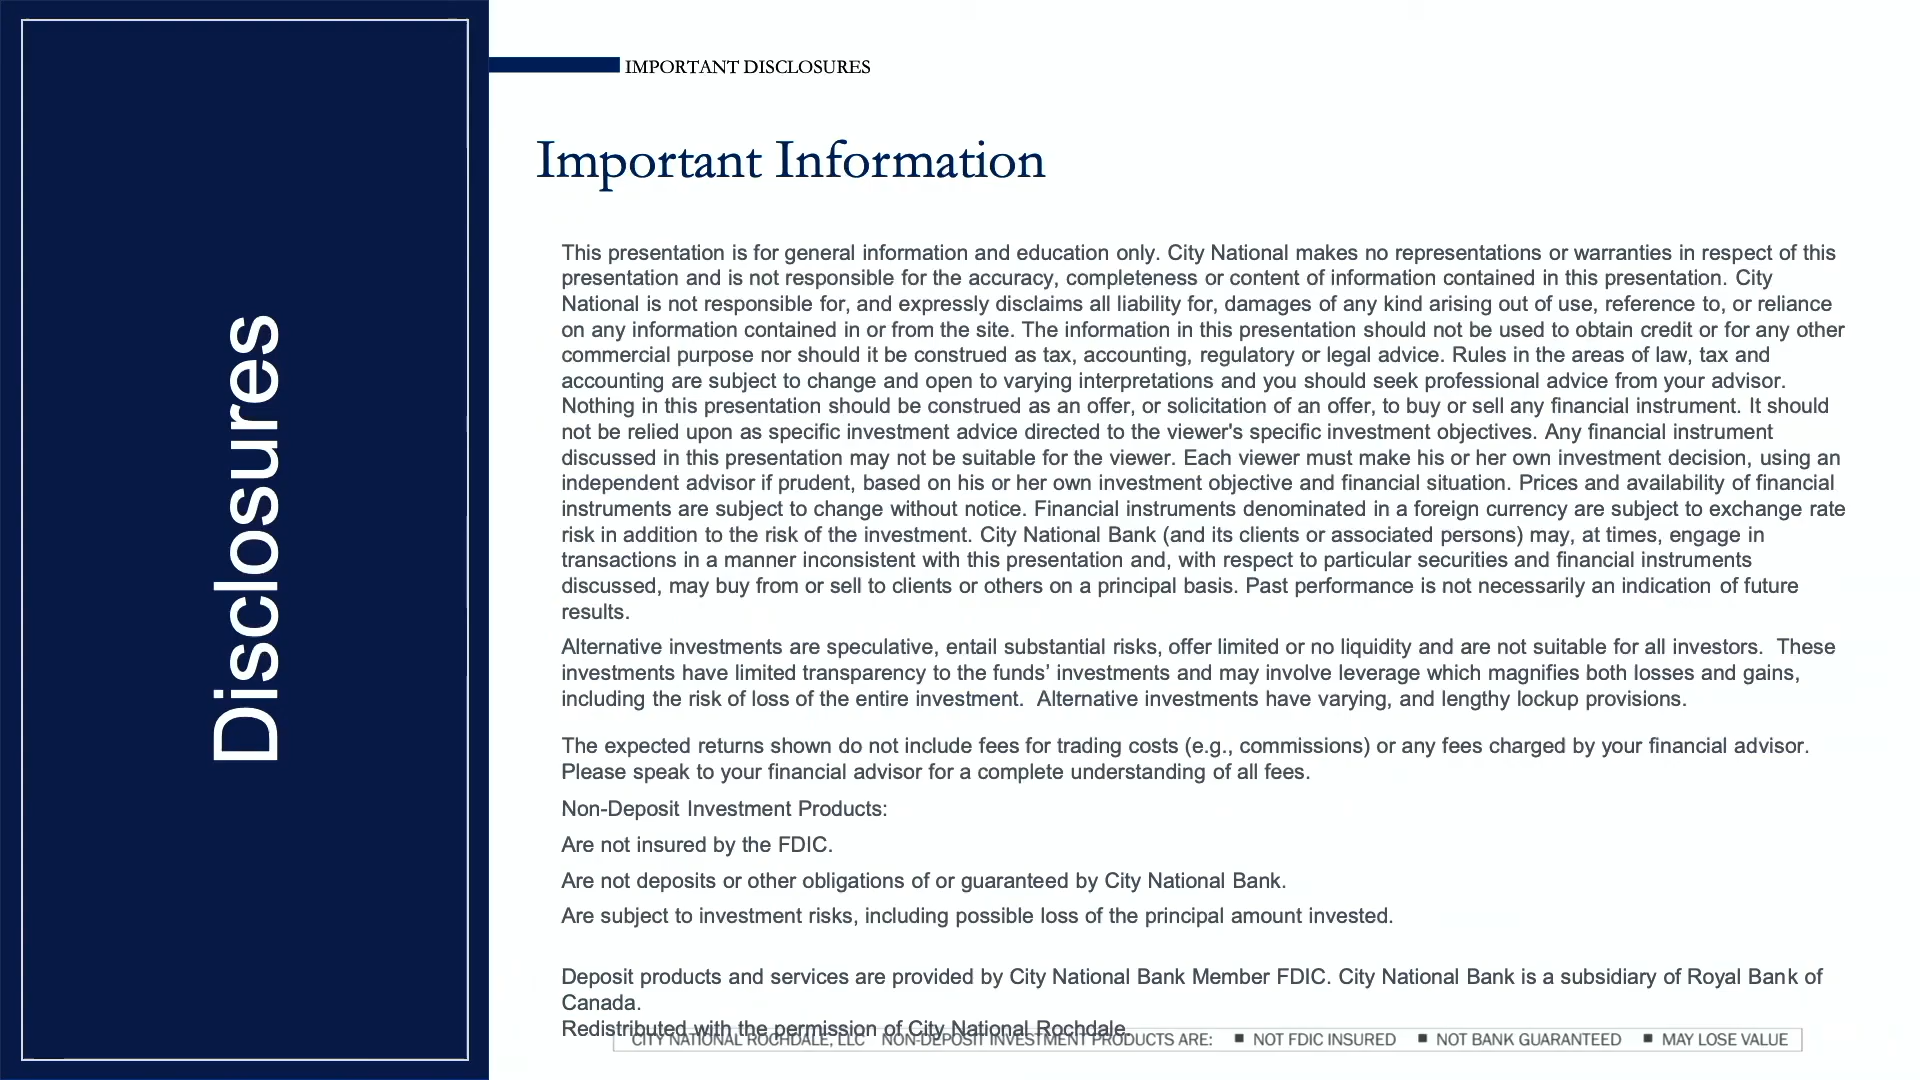 Disclosures
IMPORTANT DISCLOSURES
Important Information
This presentation is for general information and education only. City National makes no representations or warranties in respect of this
presentation and is not responsible for the accuracy, completeness or content of information contained in this presentation. City
National is not responsible for, and expressly disclaims all liability for, damages of any kind arising out of use, reference to, or reliance
on any information contained in or from the site. The information in this presentation should not be used to obtain credit or for any other
commercial purpose nor should it be construed as tax, accounting, regulatory or legal advice. Rules in the areas of law, tax and
accounting are subject to change and open to varying interpretations and you should seek professional advice from your advisor.
Nothing in this presentation should be construed as an offer, or solicitation of an offer, to buy or sell any financial instrument. It should
not be relied upon as specific investment advice directed to the viewer's specific investment objectives. Any financial instrument
discussed in this presentation may not be suitable for the viewer. Each viewer must make his or her own investment decision, using an
independent advisor if prudent, based on his or her own investment objective and financial situation. Prices and availability of financial
instruments are subject to change without notice. Financial instruments denominated in a foreign currency are subject to exchange rate
risk in addition to the risk of the investment. City National Bank (and its clients or associated persons) may, at times, engage in
transactions in a manner inconsistent with this presentation and, with respect to particular securities and financial instruments
discussed, may buy from or sell to clients or others on a principal basis. Past performance is not necessarily an indication of future
results.
Alternative investments are speculative, entail substantial risks, offer limited or no liquidity and are not suitable for all investors.  These
investments have limited transparency to the funds’ investments and may involve leverage which magnifies both losses and gains,
including the risk of loss of the entire investment.  Alternative investments have varying, and lengthy lockup provisions.
The expected returns shown do not include fees for trading costs (e.g., commissions) or any fees charged by your financial advisor.
Please speak to your financial advisor for a complete understanding of all fees.
Non-Deposit Investment Products:
Are not insured by the FDIC.
Are not deposits or other obligations of or guaranteed by City National Bank.
Are subject to investment risks, including possible loss of the principal amount invested.
Deposit products and services are provided by City National Bank Member FDIC. City National Bank is a subsidiary of Royal Bank of
Canada.
Redistributed with the permission of City National Rochdale.
CITY NATIONAL ROCHDALE, LLC NON-DEPOSIT INVESTMENT PRODUCTS ARE: ■ NOT FDIC INSURED ■ NOT BANK GUARANTEED ■ MAY LOSE VALUE